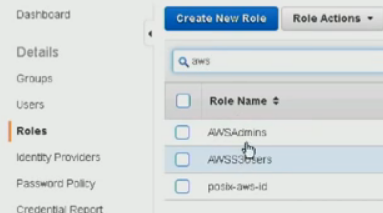 Dashboard
Create New Role
Role Actions
Details
aws
Groups
Users
Role Name
Roles
AWSAdmins
Identity Providers
AWSS3Users
Password Policy
postix-aws-id
Credential Report